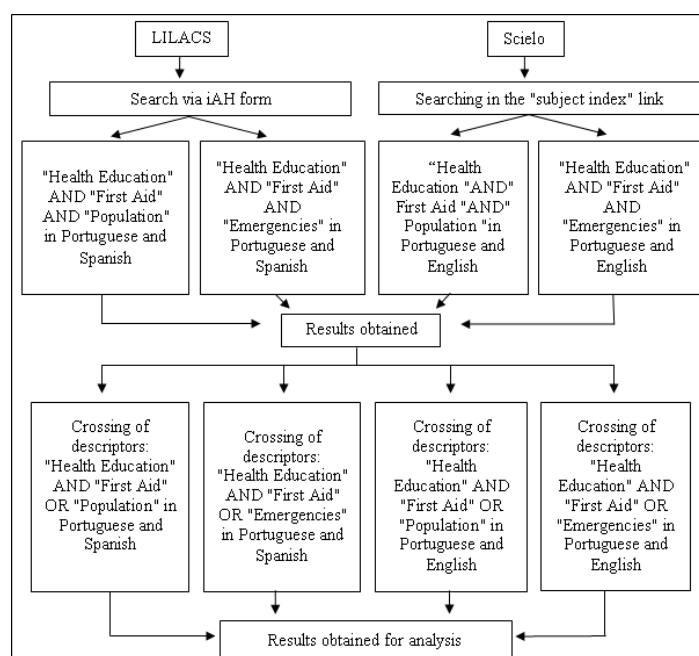 LILACS
Scielo
Search via iAH form
Searching in the "subject index" link
"Health Education"
AND "First Aid"
AND "Population"
in Portuguese and
Spanish
"Health Education"
AND "First Aid"
AND
"Emergencies" in
Portuguese and
Spanish
“Health
Education "AND"
First Aid "AND"
Population "in
Portuguese and
English
"Health Education"
AND "First Aid"
AND
"Emergencies" in
Portuguese and
English
Results obtained
Crossing of
descriptors:
"Health Education"
AND "First Aid"
OR "Population" in
Portuguese and
Spanish
Crossing of
descriptors:
"Health Education"
AND "First Aid"
OR "Emergencies"
in Portuguese and
Spanish
Crossing of
descriptors:
"Health
Education" AND
"First Aid" OR
"Population" in
Portuguese and
English
Crossing of
descriptors:
"Health
Education" AND
"First Aid" OR
"Emergencies" in
Portuguese and
English
Results obtained for analysis